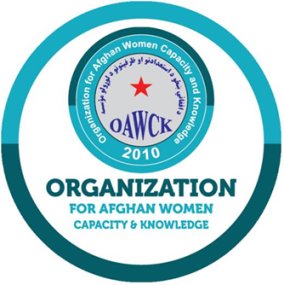 Organization for Afghan Women Capacity and Knowledge
OAWCK
2010
ORGANIZATION
FOR AFGHAN WOMEN
CAPACITY & KNOWLEDGE